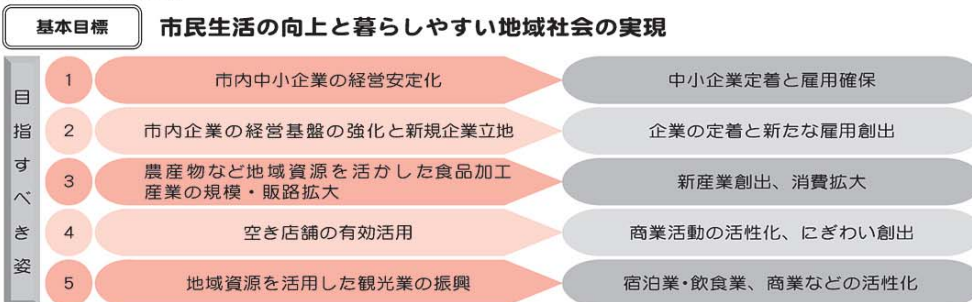 基本目標
市民生活の向上と暮らしやすい地域社会の実現
目指すべき姿
1
市内中小企業の経営安定化
中小企業定着と雇用確保
2
市内企業の経営基盤の強化と新規企業立地
企業の定着と新たな雇用創出
3
農産物など地域資源を活かした食品加工
産業の規模・販路拡大
新産業創出、消費拡大
4
空き店舗の有効活用
商業活動の活性化、にぎわい創出
5
地域資源を活用した観光業の振興
宿泊業・飲食業、商業などの活性化